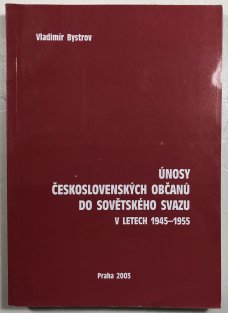 Vladimír Bystrov
ÚNOSY
ČESKOSLOVENSKÝCH OBČANŮ
DO SOVĚTSKÉHO SVAZU
V LETECH 1945–1955
Praha 2003